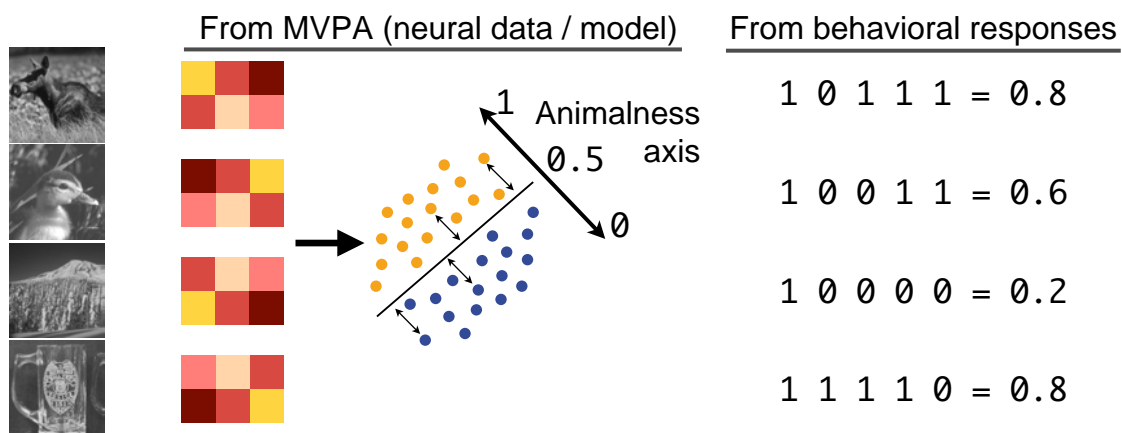 From MVPA (neural data / model)
From behavioral responses
1
Animalness
axis
0.5
0
1 0 1 1 1 = 0.8
1 0 0 1 1 = 0.6
1 0 0 0 0 = 0.2
1 1 1 1 0 = 0.8